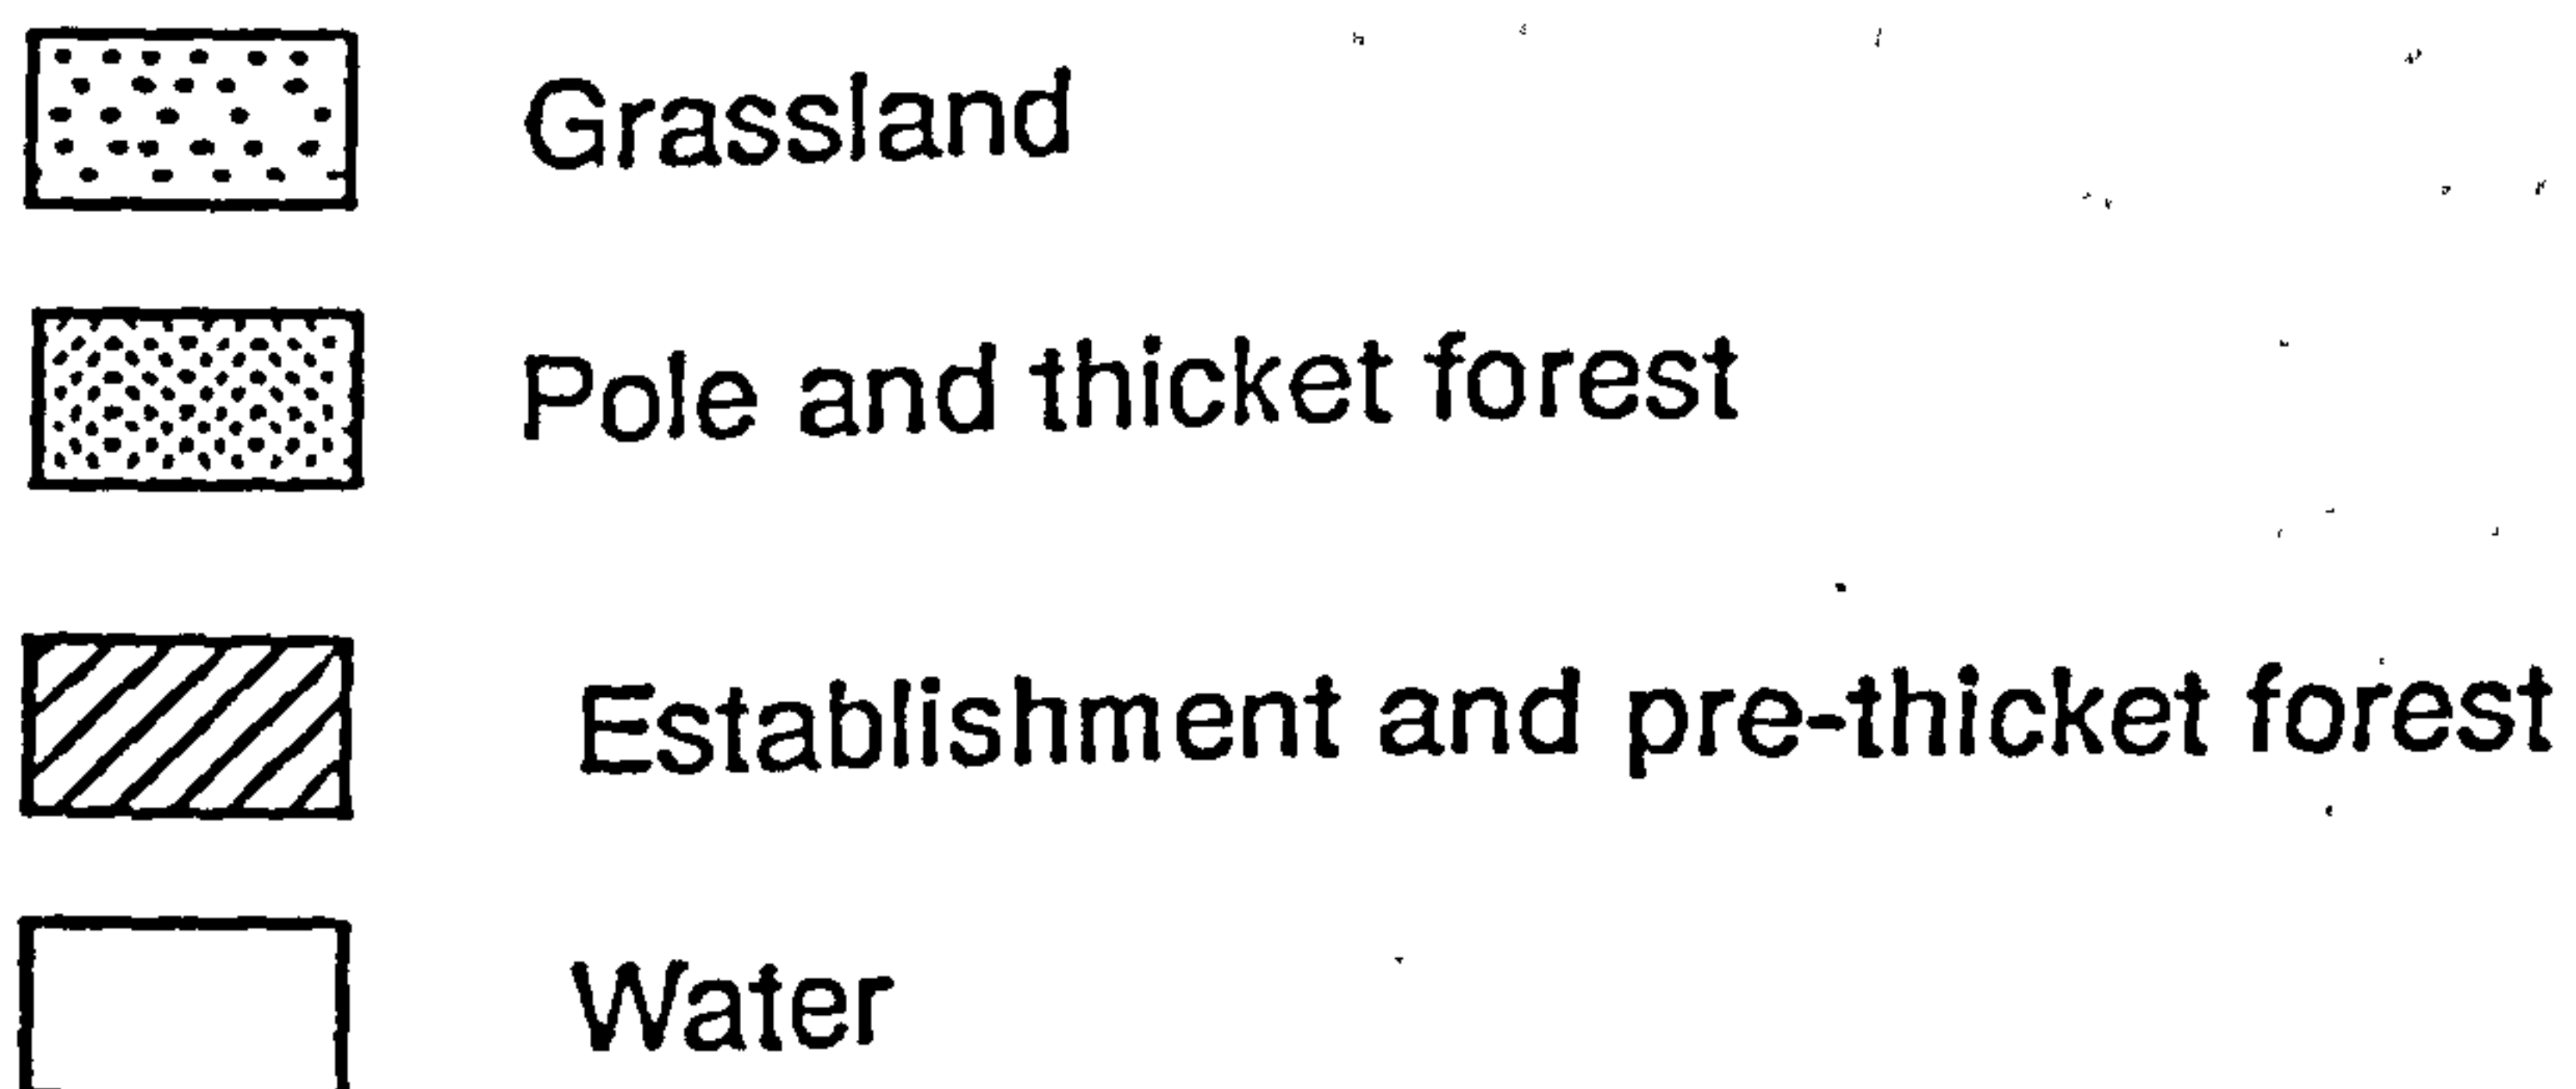 Grassland
Pole and thicket forest
Establishment and pre-thicket forest
Water